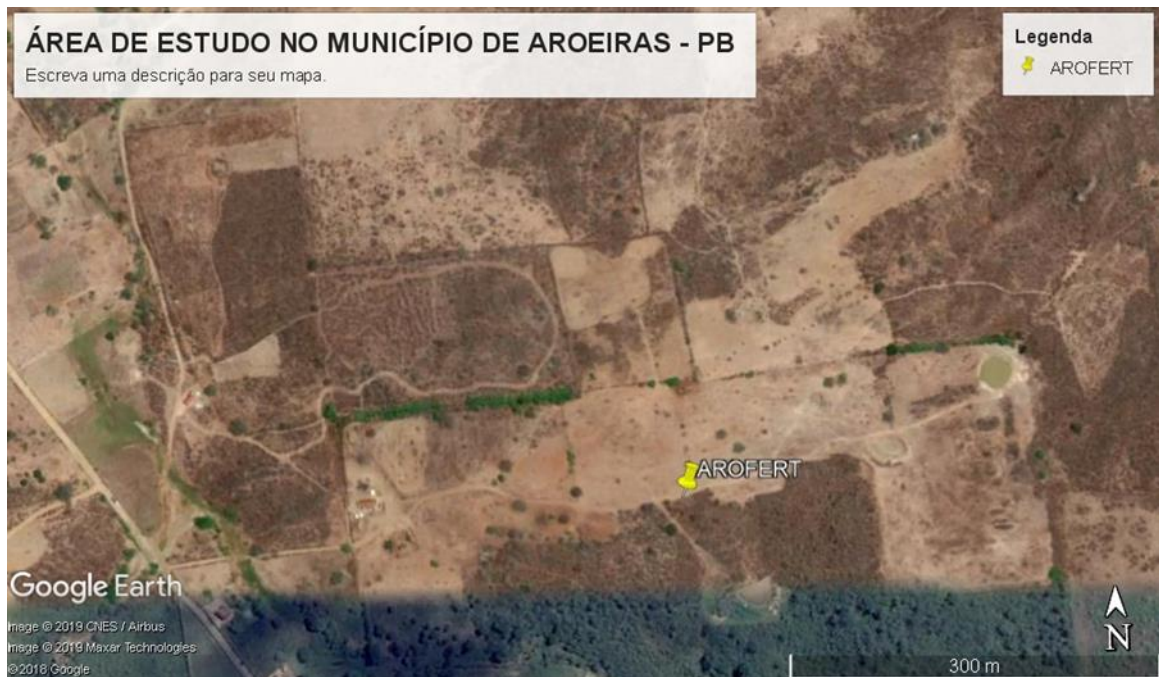 ÁREA DE ESTUDO NO MUNICÍPIO DE AROEIRAS - PB
Escreva uma descrição para seu mapa.
Legenda
AROFERT
AROFERT
Google Earth
Image © 2019 CNES / Airbus
Image © 2019 Maxar Technologies
© 2018 Google
N
300 m